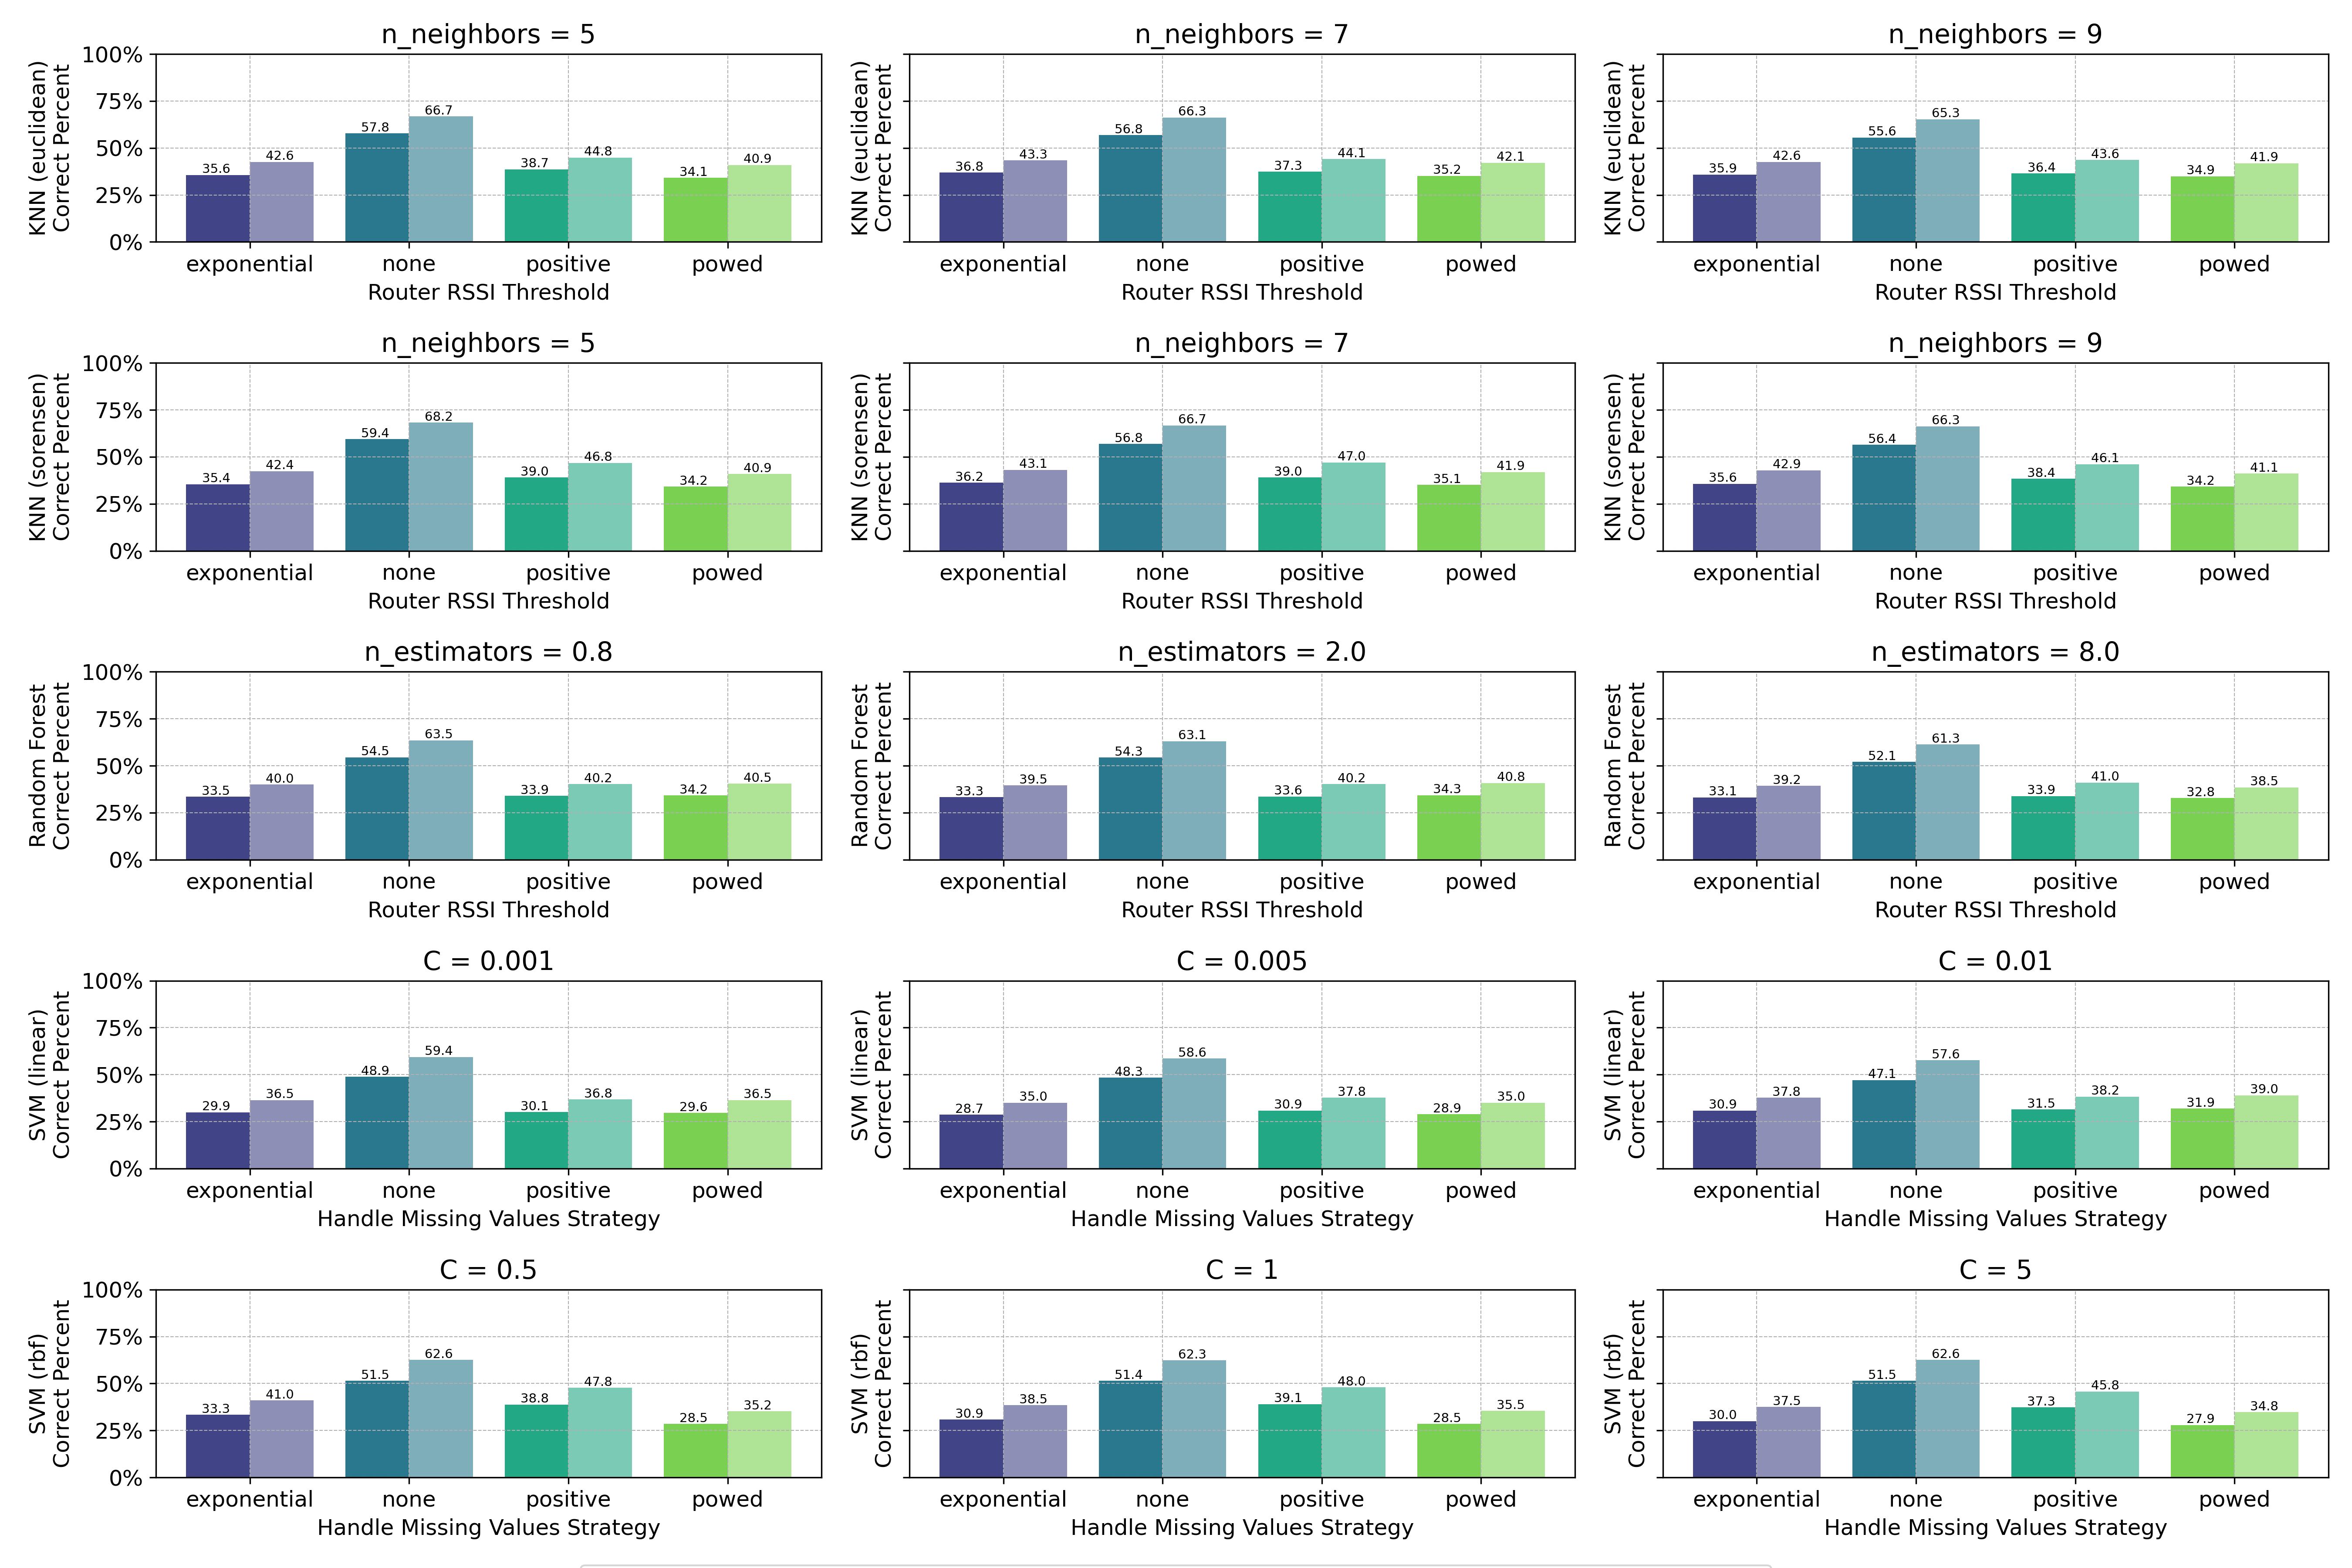 n_neighbors = 5
KNN (euclidean)
Correct Percent
100%
75%
50%
25%
0%
35.6
42.6
57.8
66.7
38.7
44.8
34.1
40.9
exponential
none
positive
powed
Router RSSI Threshold
n_neighbors = 7
KNN (euclidean)
Correct Percent
36.8
43.3
56.8
66.3
37.3
44.1
35.2
42.1
exponential
none
positive
powed
Router RSSI Threshold
n_neighbors = 9
KNN (euclidean)
Correct Percent
35.9
42.6
55.6
65.3
36.4
43.6
34.9
41.9
exponential
none
positive
powed
Router RSSI Threshold
n_neighbors = 5
KNN (sorensen)
Correct Percent
100%
75%
50%
25%
0%
35.4
42.4
59.4
68.2
39.0
46.8
34.2
40.9
exponential
none
positive
powed
Router RSSI Threshold
n_neighbors = 7
KNN (sorensen)
Correct Percent
36.2
43.1
56.8
66.7
39.0
47.0
35.1
41.9
exponential
none
positive
powed
Router RSSI Threshold
n_neighbors = 9
KNN (sorensen)
Correct Percent
35.6
42.9
56.4
66.3
38.4
46.1
34.2
41.1
exponential
none
positive
powed
Router RSSI Threshold
n_estimators = 0.8
Random Forest
Correct Percent
100%
75%
50%
25%
0%
33.5
40.0
54.5
63.5
33.9
40.2
34.2
40.5
exponential
none
positive
powed
Router RSSI Threshold
n_estimators = 2.0
Random Forest
Correct Percent
33.3
39.5
54.3
63.1
33.6
40.2
34.3
40.8
exponential
none
positive
powed
Router RSSI Threshold
n_estimators = 8.0
Random Forest
Correct Percent
33.1
39.2
52.1
61.3
33.9
41.0
32.8
38.5
exponential
none
positive
powed
Router RSSI Threshold
C = 0.001
SVM (linear)
Correct Percent
100%
75%
50%
25%
0%
29.9
36.5
48.9
59.4
30.1
36.8
29.6
36.5
exponential
none
positive
powed
Handle Missing Values Strategy
C = 0.005
SVM (linear)
Correct Percent
28.7
35.0
48.3
58.6
30.9
37.8
28.9
35.0
exponential
none
positive
powed
Handle Missing Values Strategy
C = 0.01
SVM (linear)
Correct Percent
30.9
37.8
47.1
57.6
31.5
38.2
31.9
39.0
exponential
none
positive
powed
Handle Missing Values Strategy
C = 0.5
SVM (rbf)
Correct Percent
100%
75%
50%
25%
0%
33.3
41.0
51.5
62.6
38.8
47.8
28.5
35.2
exponential
none
positive
powed
Handle Missing Values Strategy
C = 1
SVM (rbf)
Correct Percent
30.9
38.5
51.4
62.3
39.1
48.0
28.5
35.5
exponential
none
positive
powed
Handle Missing Values Strategy
C = 5
SVM (rbf)
Correct Percent
30.0
37.5
51.5
62.6
37.3
45.8
27.9
34.8
exponential
none
positive
powed
Handle Missing Values Strategy